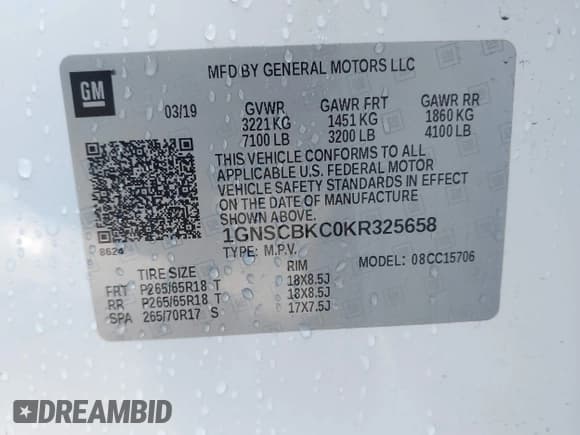 GM
MFD BY GENERAL MOTORS LLC
03/19
GVWR GAWR FRT GAWR RR
3221 KG 1451 KG 1860 KG
7100 LB 3200 LB 4100 LB
THIS VEHICLE CONFORMS TO ALL
APPLICABLE U.S. FEDERAL MOTOR
VEHICLE SAFETY STANDARDS IN EFFECT
ON THE DATE OF MANUFACTURE
SHOWN ABOVE.
8624
1GNSCBKC0KR325658
TYPE: M.P.V. MODEL: 08CC15706
TIRE SIZE RIM
FRT P265/65R18 T 18X8.5J
RR P265/65R18 T 18X8.5J
SPA 265/70R17 S 17X7.5J
DREAMBID